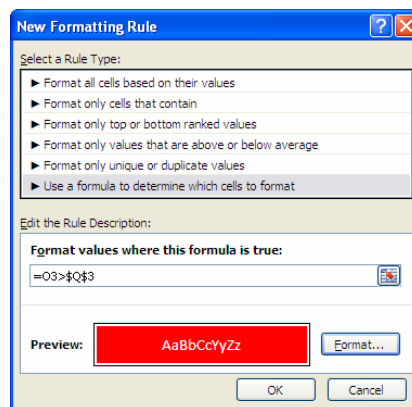 New Formatting Rule
Select a Rule Type:
► Format all cells based on their values
► Format only cells that contain
► Format only top or bottom ranked values
► Format only values that are above or below average
► Format only unique or duplicate values
► Use a formula to determine which cells to format
Edit the Rule Description:
Format values where this formula is true:
=O3>$Q$3
Preview: AaBbCcYyZz Format...
OK Cancel